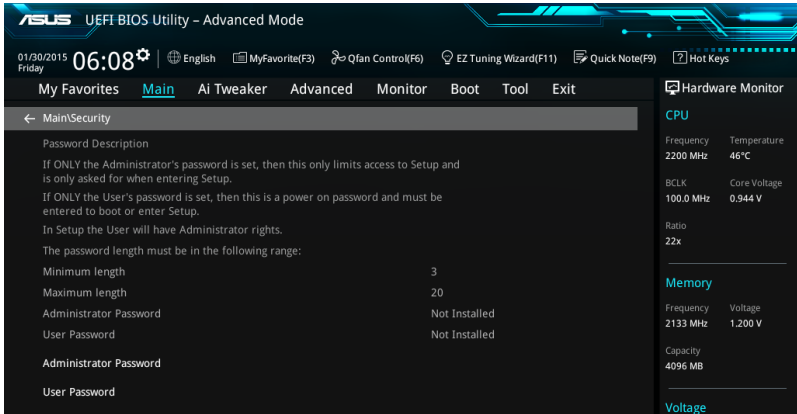 ASUS UEFI BIOS Utility – Advanced Mode
01/30/2015
Friday
06:08
English
MyFavorite(F3)
Qfan Control(F6)
EZ Tuning Wizard(F11)
Quick Note(F9)
? Hot Keys
My Favorites Main Ai Tweaker Advanced Monitor Boot Tool Exit
Main\Security
Password Description
If ONLY the Administrator's password is set, then this only limits access to Setup and
is only asked for when entering Setup.
If ONLY the User's password is set, then this is a power on password and must be
entered to boot or enter Setup.
In Setup the User will have Administrator rights.
The password length must be in the following range:
Minimum length 3
Maximum length 20
Administrator Password Not Installed
User Password Not Installed
Administrator Password
User Password
Hardware Monitor
CPU
Frequency Temperature
2200 MHz 46°C
BCLK Core Voltage
100.0 MHz 0.944 V
Ratio
22x
Memory
Frequency Voltage
2133 MHz 1.200 V
Capacity
4096 MB
Voltage